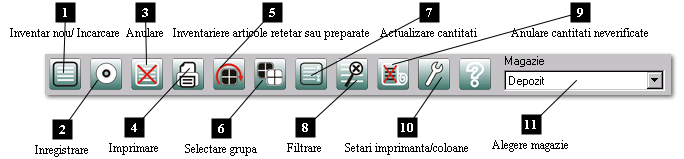 1 3 5 7 9
Inventar nou/ Incarcare Anulare Inventariere articole retetar sau preparate Actualizare cantitati Anulare cantitati neverificate
Magazie
Depozit
2 4 6 8 10 11
Inregistrare Imprimare Selectare grupa Filtrare Setari imprimanta/coloane Alegere magazie